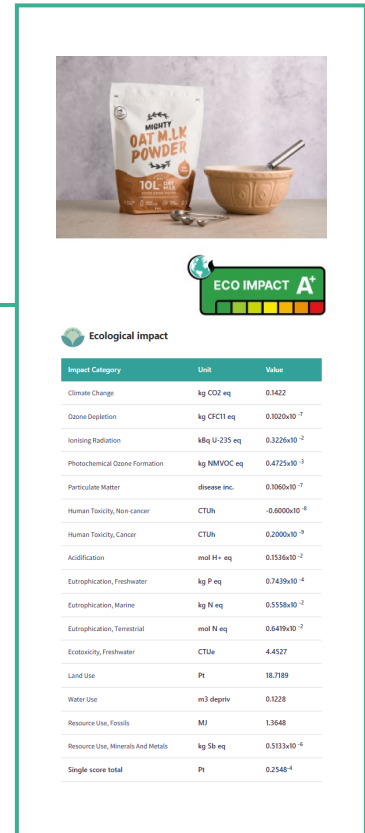 MIGHTY
OAT M.LK
POWDER
10L
ECO IMPACT A+
Ecological impact
Impact Category Unit Value
Climate Change kg CO2 eq 0.1422
Ozone Depletion kg CFC11 eq 0.1020x10 -7
Ionising Radiation kBq U-235 eq 0.3226x10 -2
Photochemical Ozone Formation kg NMVOC eq 0.4725x10 -3
Particulate Matter disease inc. 0.1060x10 -7
Human Toxicity, Non-cancer CTUh -0.6000x10 -8
Human Toxicity, Cancer CTUh 0.2000x10 -9
Acidification mol H+ eq 0.1536x10 -2
Eutrophication, Freshwater kg P eq 0.7439x10 -4
Eutrophication, Marine kg N eq 0.5558x10 -2
Eutrophication, Terrestrial mol N eq 0.6419x10 -2
Ecotoxicity, Freshwater CTUe 4.4527
Land Use Pt 18.7189
Water Use m3 depriv 0.1228
Resource Use, Fossils MJ 1.3648
Resource Use, Minerals And Metals kg Sb eq 0.5133x10 -6
Single score total Pt 0.2548-4